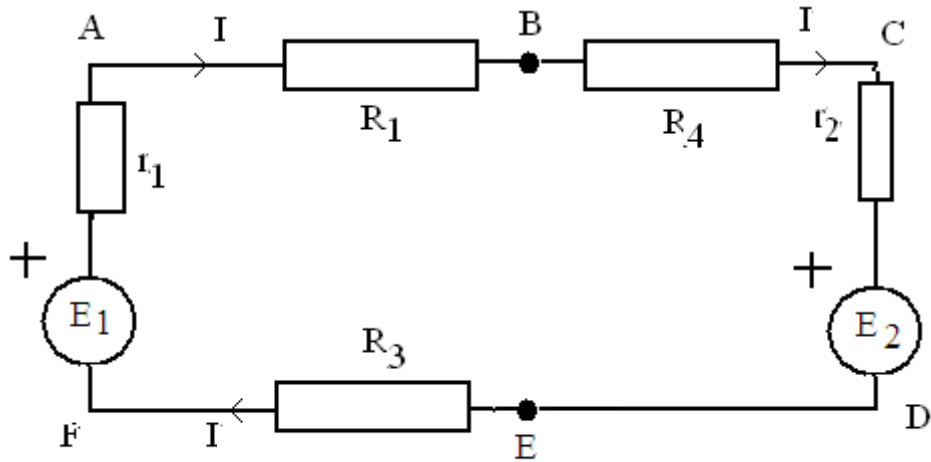 A I B I C
R1 R4 r2
r1
+ +
E1 E2
R3
F I E D